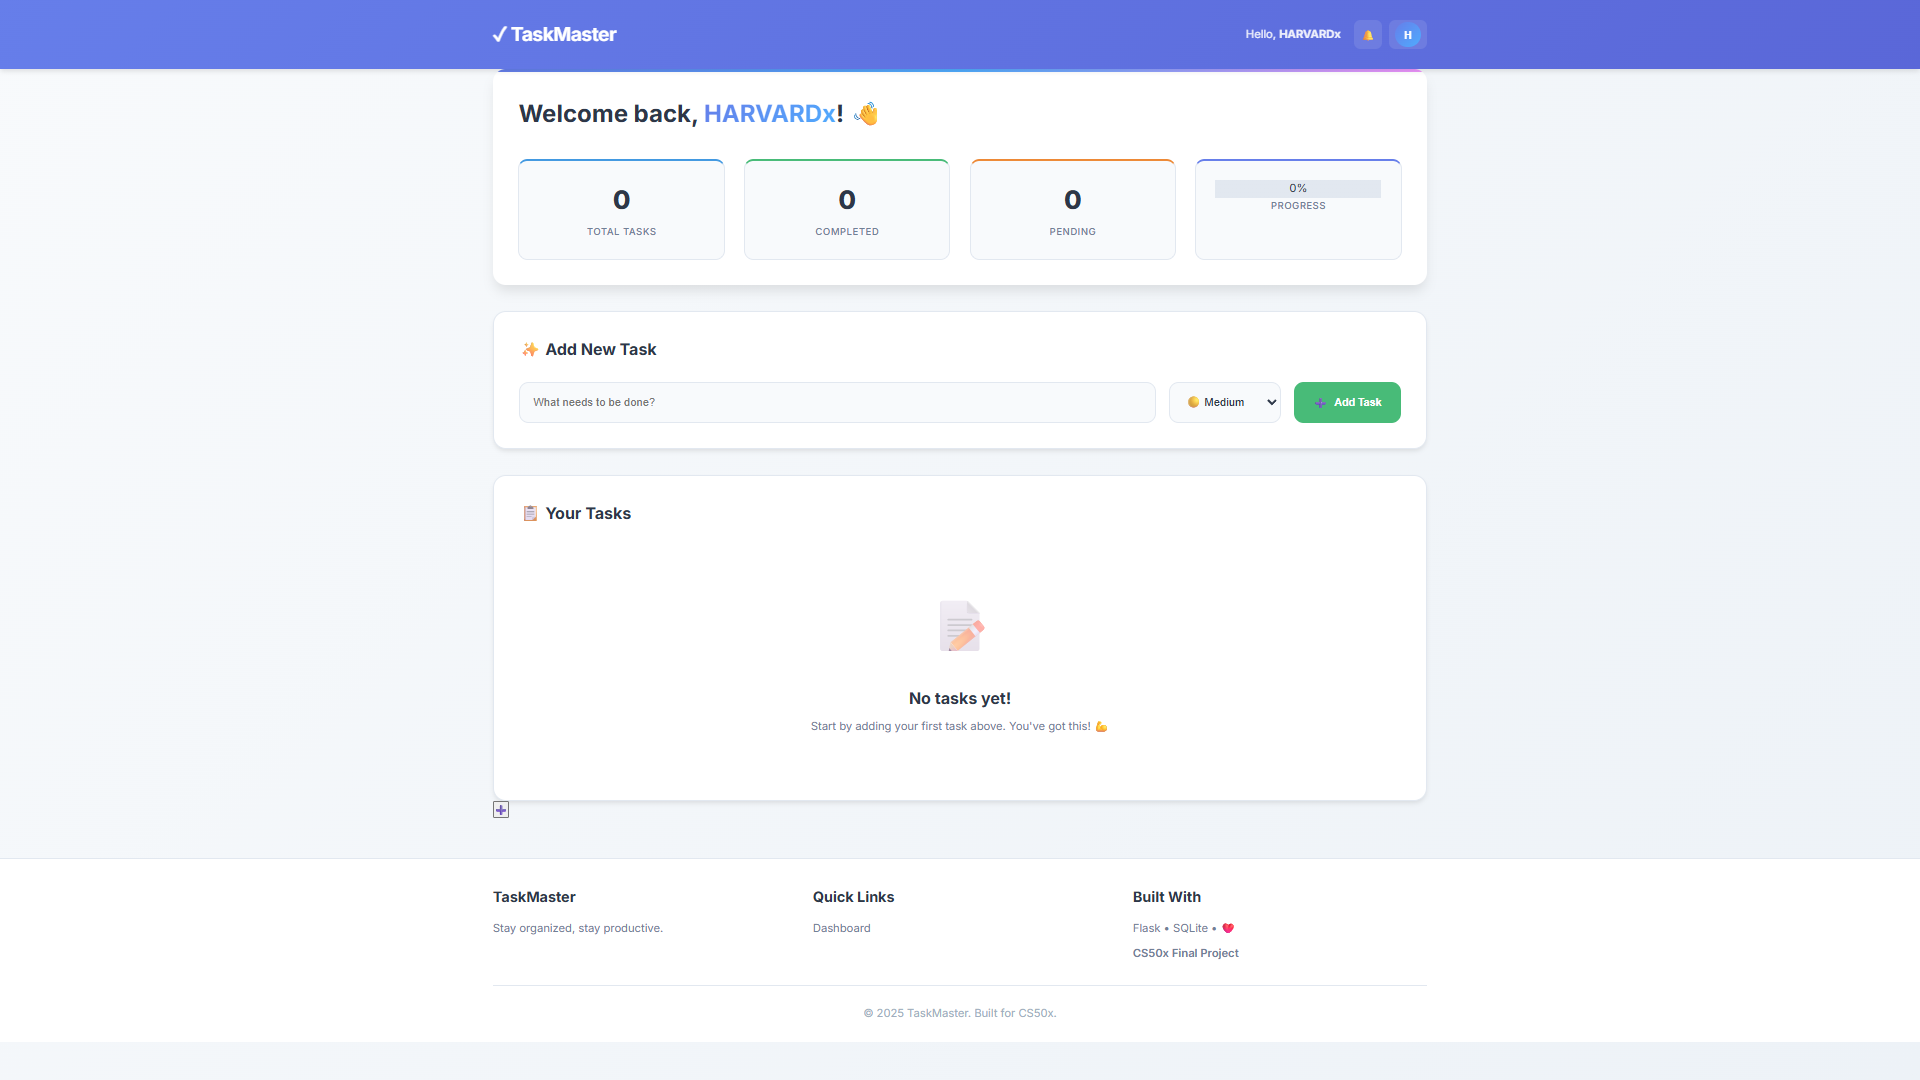 ✓ TaskMaster
Hello, HARVARDx
H
Welcome back, HARVARDx! 👋
0
TOTAL TASKS
0
COMPLETED
0
PENDING
0%
PROGRESS
✨ Add New Task
What needs to be done?
🟡 Medium
➕ Add Task
📋 Your Tasks
No tasks yet!
Start by adding your first task above. You've got this! 💪
➕
TaskMaster
Stay organized, stay productive.
Quick Links
Dashboard
Built With
Flask • SQLite • ❤️
CS50x Final Project
© 2025 TaskMaster. Built for CS50x.